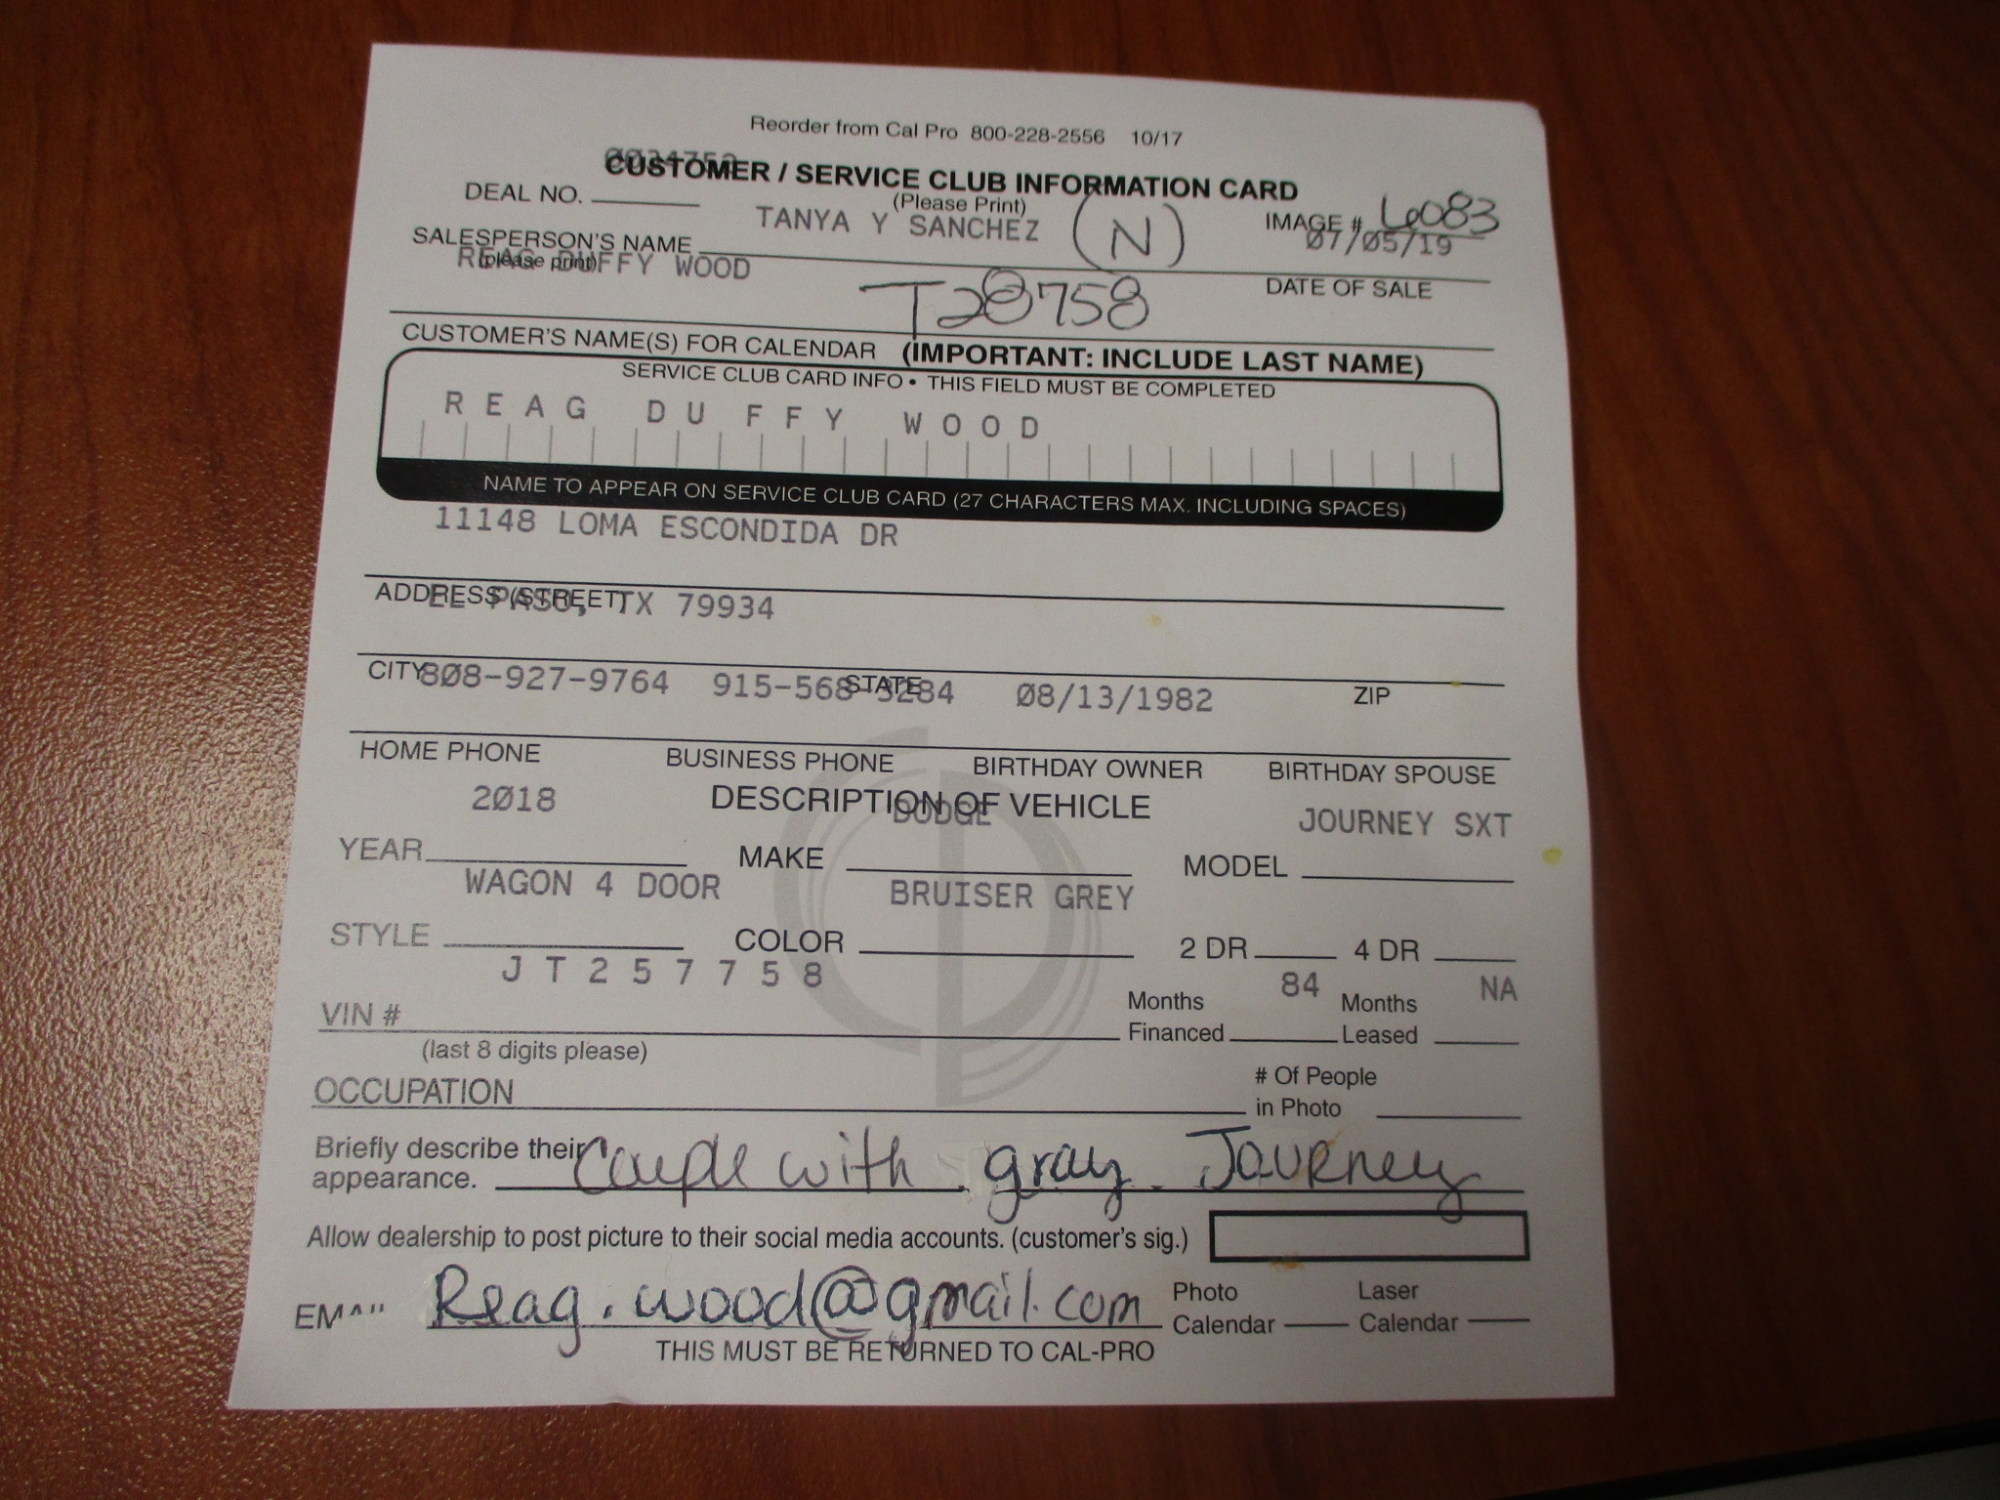 Reorder from Cal Pro 800-228-2556 10/17
CUSTOMER / SERVICE CLUB INFORMATION CARD
(Please Print)
DEAL NO.
TANYA Y SANCHEZ (N)
IMAGE # 6083
SALESPERSON'S NAME
07/05/19
(please print)
REAG DUFFY WOOD
T28758
DATE OF SALE
CUSTOMER'S NAME(S) FOR CALENDAR (IMPORTANT: INCLUDE LAST NAME)
SERVICE CLUB CARD INFO • THIS FIELD MUST BE COMPLETED
REAG DUFFY WOOD
NAME TO APPEAR ON SERVICE CLUB CARD (27 CHARACTERS MAX. INCLUDING SPACES)
11148 LOMA ESCONDIDA DR
ADDRESS (STREET)
EL PASO, TX 79934
CITY STATE ZIP
808-927-9764 915-568-3284 08/13/1982
HOME PHONE BUSINESS PHONE BIRTHDAY OWNER BIRTHDAY SPOUSE
DESCRIPTION OF VEHICLE
2018 DODGE JOURNEY SXT
YEAR MAKE MODEL
WAGON 4 DOOR BRUISER GREY
STYLE COLOR 2 DR 4 DR
JT257758 84 NA
VIN # Months Financed Months Leased
(last 8 digits please)
OCCUPATION # Of People in Photo
Briefly describe their appearance. Couple with gray Journey
Allow dealership to post picture to their social media accounts. (customer's sig.)
EMAIL Reag.wood@gmail.com Photo Calendar Laser Calendar
THIS MUST BE RETURNED TO CAL-PRO